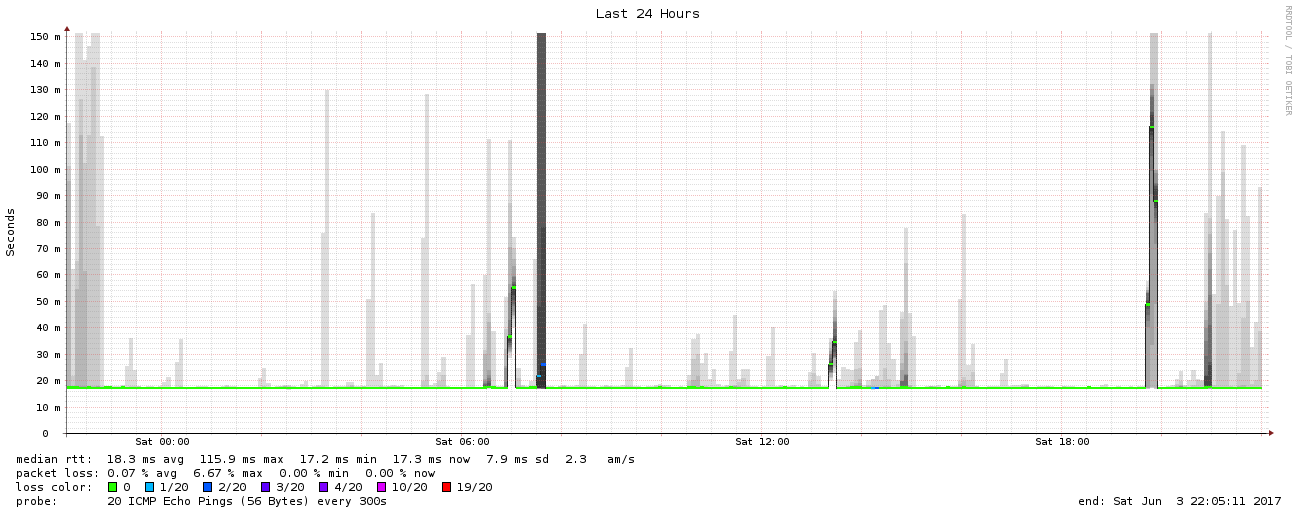 Last 24 Hours
RRDTOOL / TOBI OETIKER
Seconds
150 m
140 m
130 m
120 m
110 m
100 m
90 m
80 m
70 m
60 m
50 m
40 m
30 m
20 m
10 m
0
Sat 00:00 Sat 06:00 Sat 12:00 Sat 18:00
median rtt: 18.3 ms avg 115.9 ms max 17.2 ms min 17.3 ms now 7.9 ms sd 2.3 am/s
packet loss: 0.07 % avg 6.67 % max 0.00 % min 0.00 % now
loss color: 0 1/20 2/20 3/20 4/20 10/20 19/20
probe: 20 ICMP Echo Pings (56 Bytes) every 300s end: Sat Jun 3 22:05:11 2017